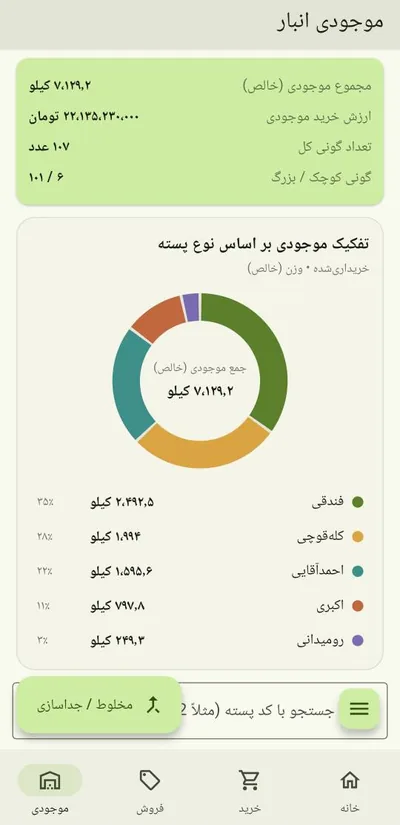 موجودی انبار
مجموع موجودی (خالص) ۷،۱۲۹٫۲ کیلو
ارزش خرید موجودی ۲۲،۱۳۵،۲۳۰،۰۰۰ تومان
تعداد گونی کل ۱۰۷ عدد
گونی کوچک / بزرگ ۶ / ۱۰۱
تفکیک موجودی بر اساس نوع پسته
خریداری‌شده • وزن (خالص)
جمع موجودی (خالص)
۷،۱۲۹٫۲ کیلو
فندقی ۲،۴۹۲٫۵ کیلو ۳۵٪
کله‌قوچی ۱،۹۹۴ کیلو ۲۸٪
احمدآقایی ۱،۵۹۵٫۶ کیلو ۲۲٪
اکبری ۷۹۷٫۸ کیلو ۱۱٪
رومیدانی ۲۴۹٫۳ کیلو ۳٪
جستجو با کد پسته (مثلاً 2
مخلوط / جداسازی
خانه خرید فروش موجودی